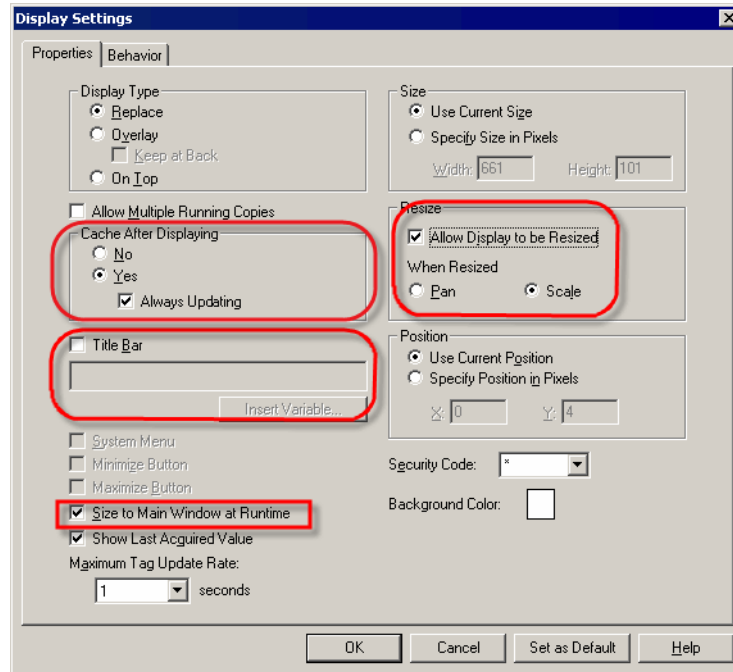 Display Settings
Properties
Behavior
Display Type
Replace
Overlay
Keep at Back
On Top
Allow Multiple Running Copies
Cache After Displaying
No
Yes
Always Updating
Title Bar
Insert Variable...
System Menu
Minimize Button
Maximize Button
Size to Main Window at Runtime
Show Last Acquired Value
Maximum Tag Update Rate:
1 seconds
Size
Use Current Size
Specify Size in Pixels
Width: 661 Height: 101
Resize
Allow Display to be Resized
When Resized
Pan Scale
Position
Use Current Position
Specify Position in Pixels
X: 0 Y: 4
Security Code: *
Background Color:
OK Cancel Set as Default Help